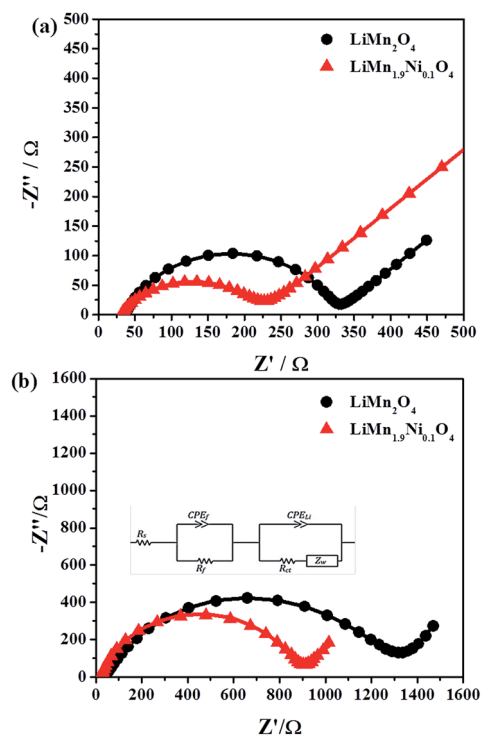 (a)
500
450
400
350
300
250
200
150
100
50
0
-Z'' / Ω
LiMn2O4
LiMn1.9Ni0.1O4
0 25 50 100 150 200 250 300 350 400 450 500
Z' / Ω
(b)
1600
1400
1200
1000
800
600
400
200
0
-Z''/Ω
LiMn2O4
LiMn1.9Ni0.1O4
CPEf CPELi
Rs
Rf Rct Zw
0 200 400 600 800 1000 1200 1400 1600
Z'/Ω